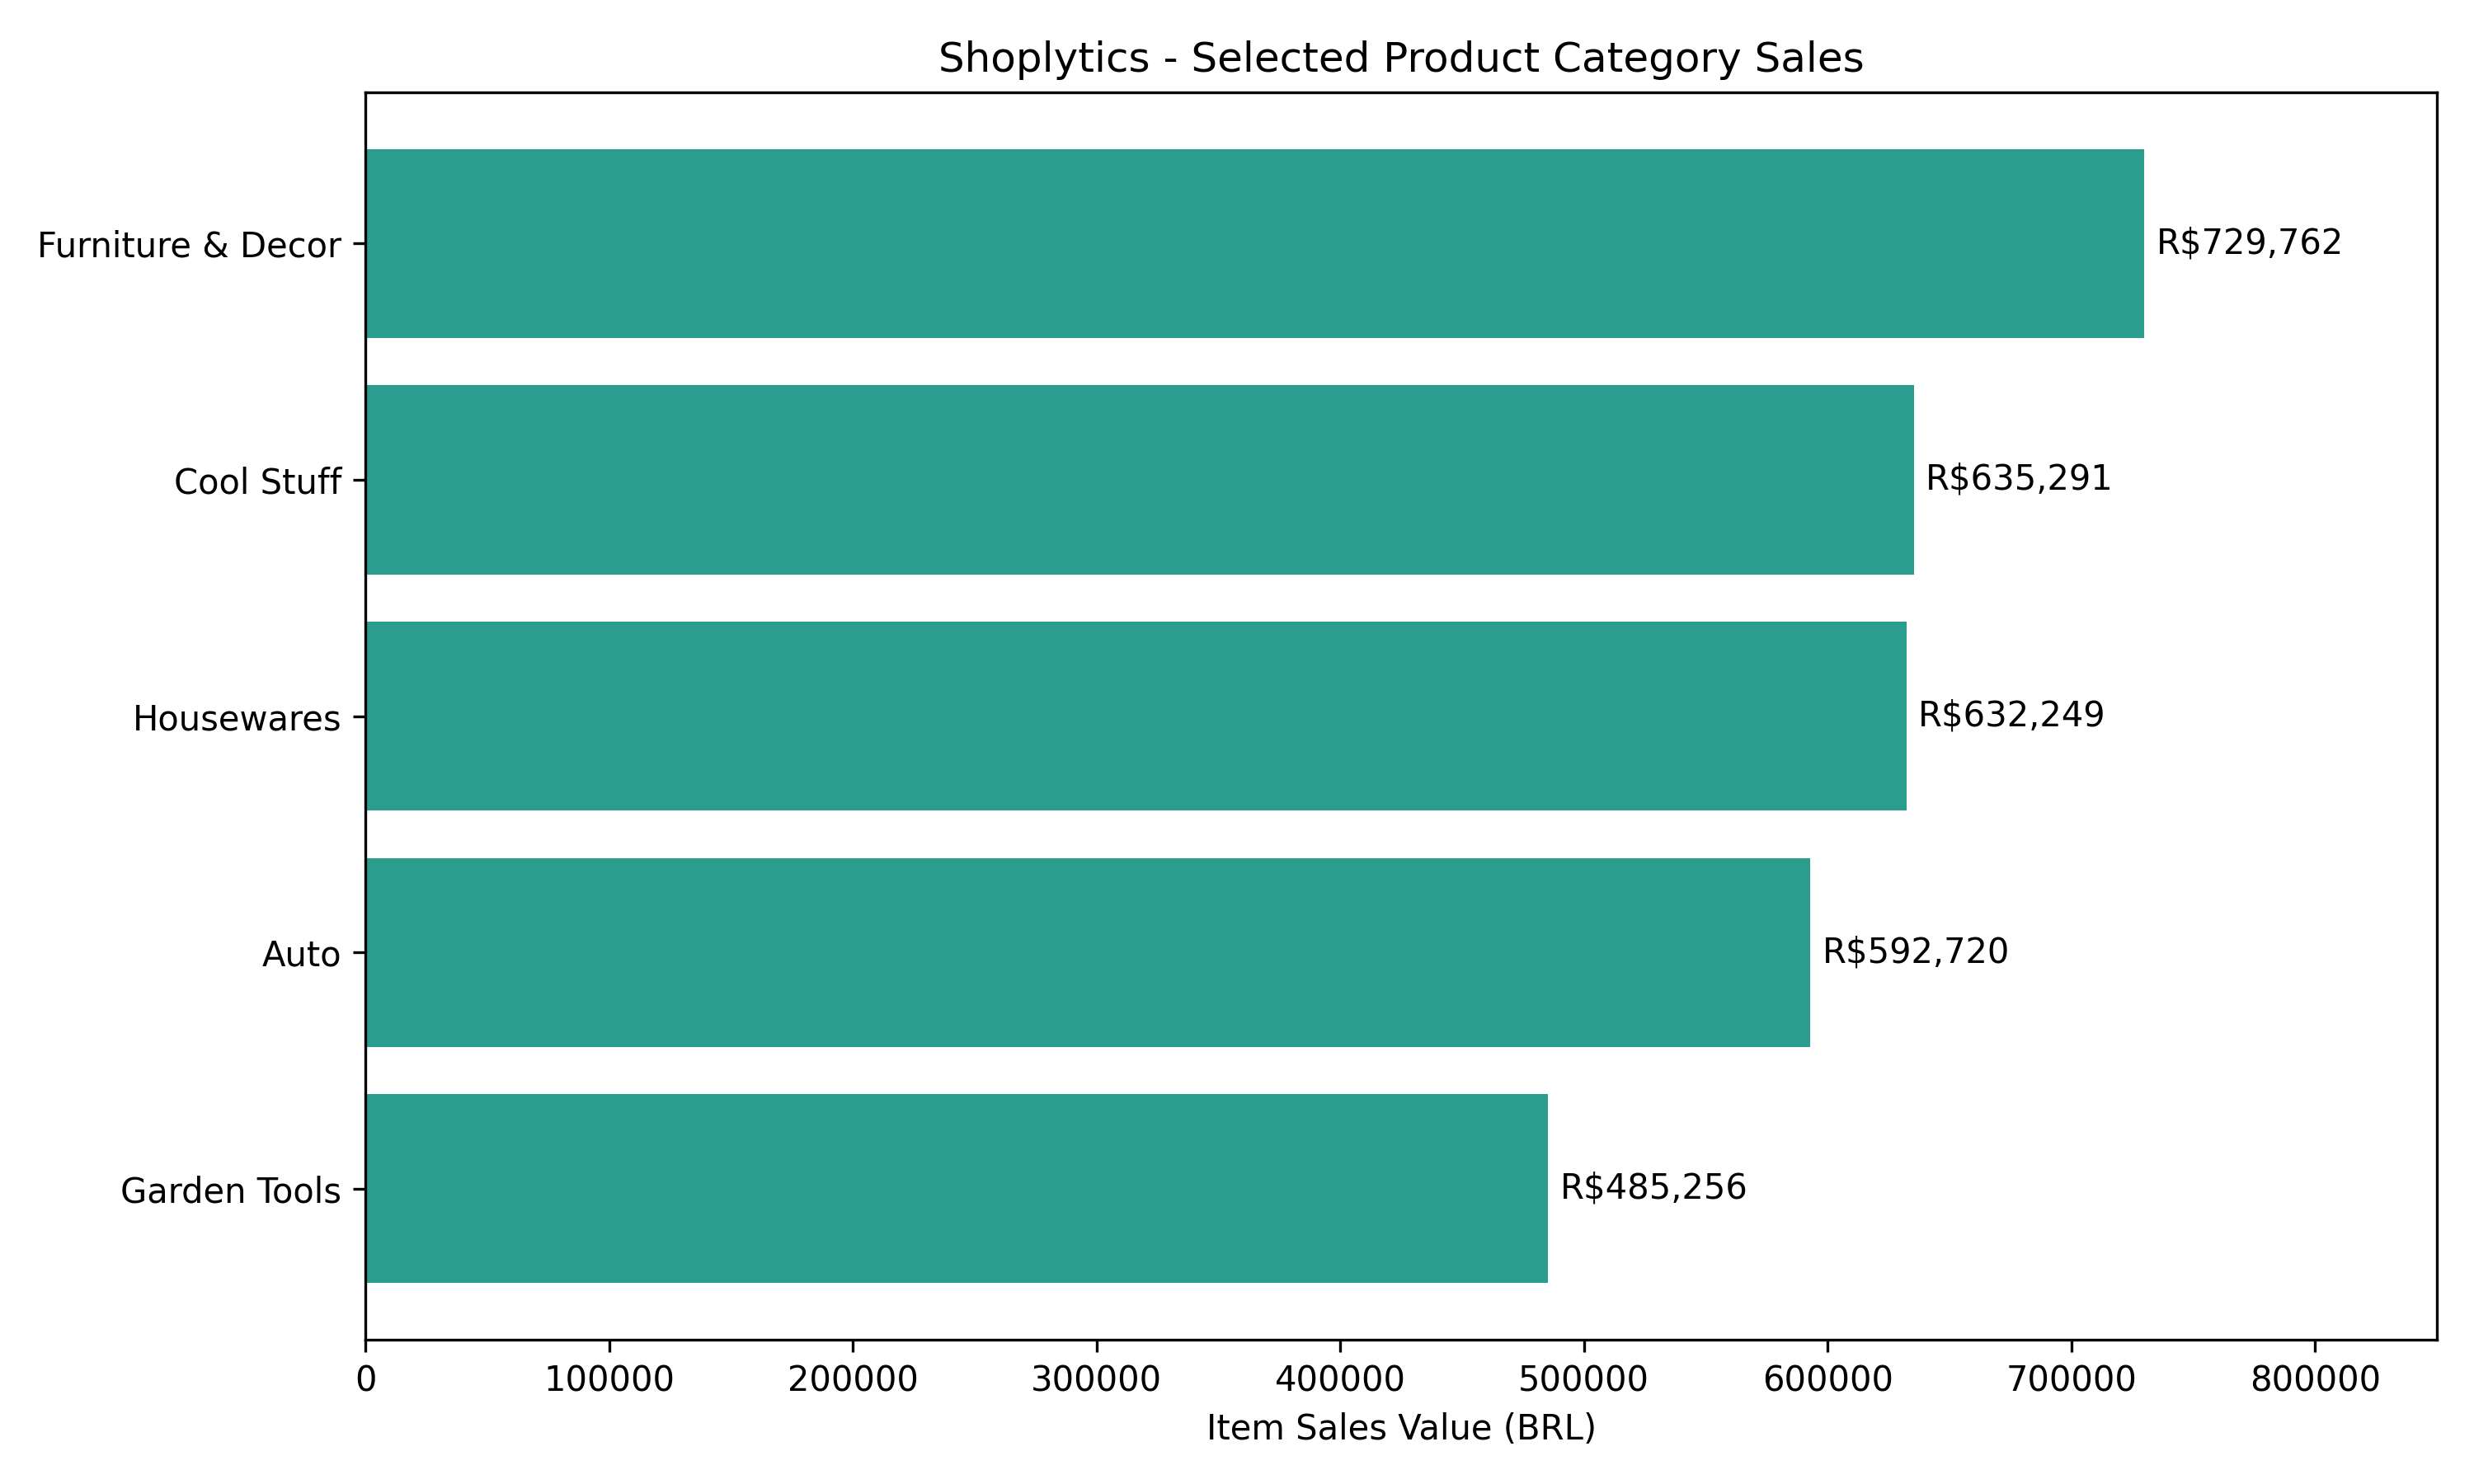 Shoplytics - Selected Product Category Sales
Furniture & Decor
R$729,762
Cool Stuff
R$635,291
Housewares
R$632,249
Auto
R$592,720
Garden Tools
R$485,256
0 100000 200000 300000 400000 500000 600000 700000 800000
Item Sales Value (BRL)